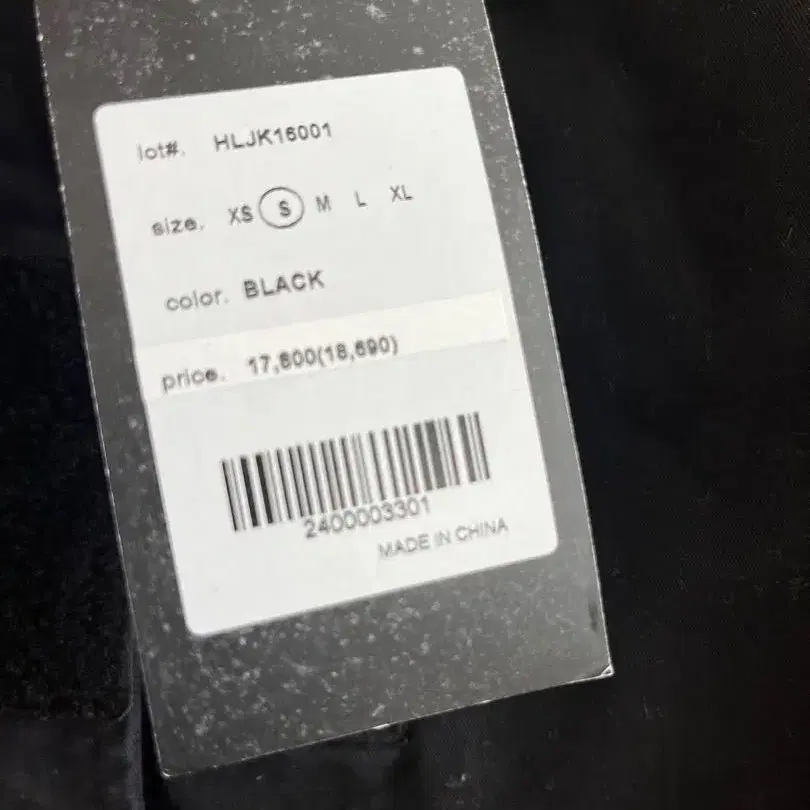 lot#. HLJK16001
size. XS S M L XL
color. BLACK
price. 17,800(18,690)
2400003301
MADE IN CHINA